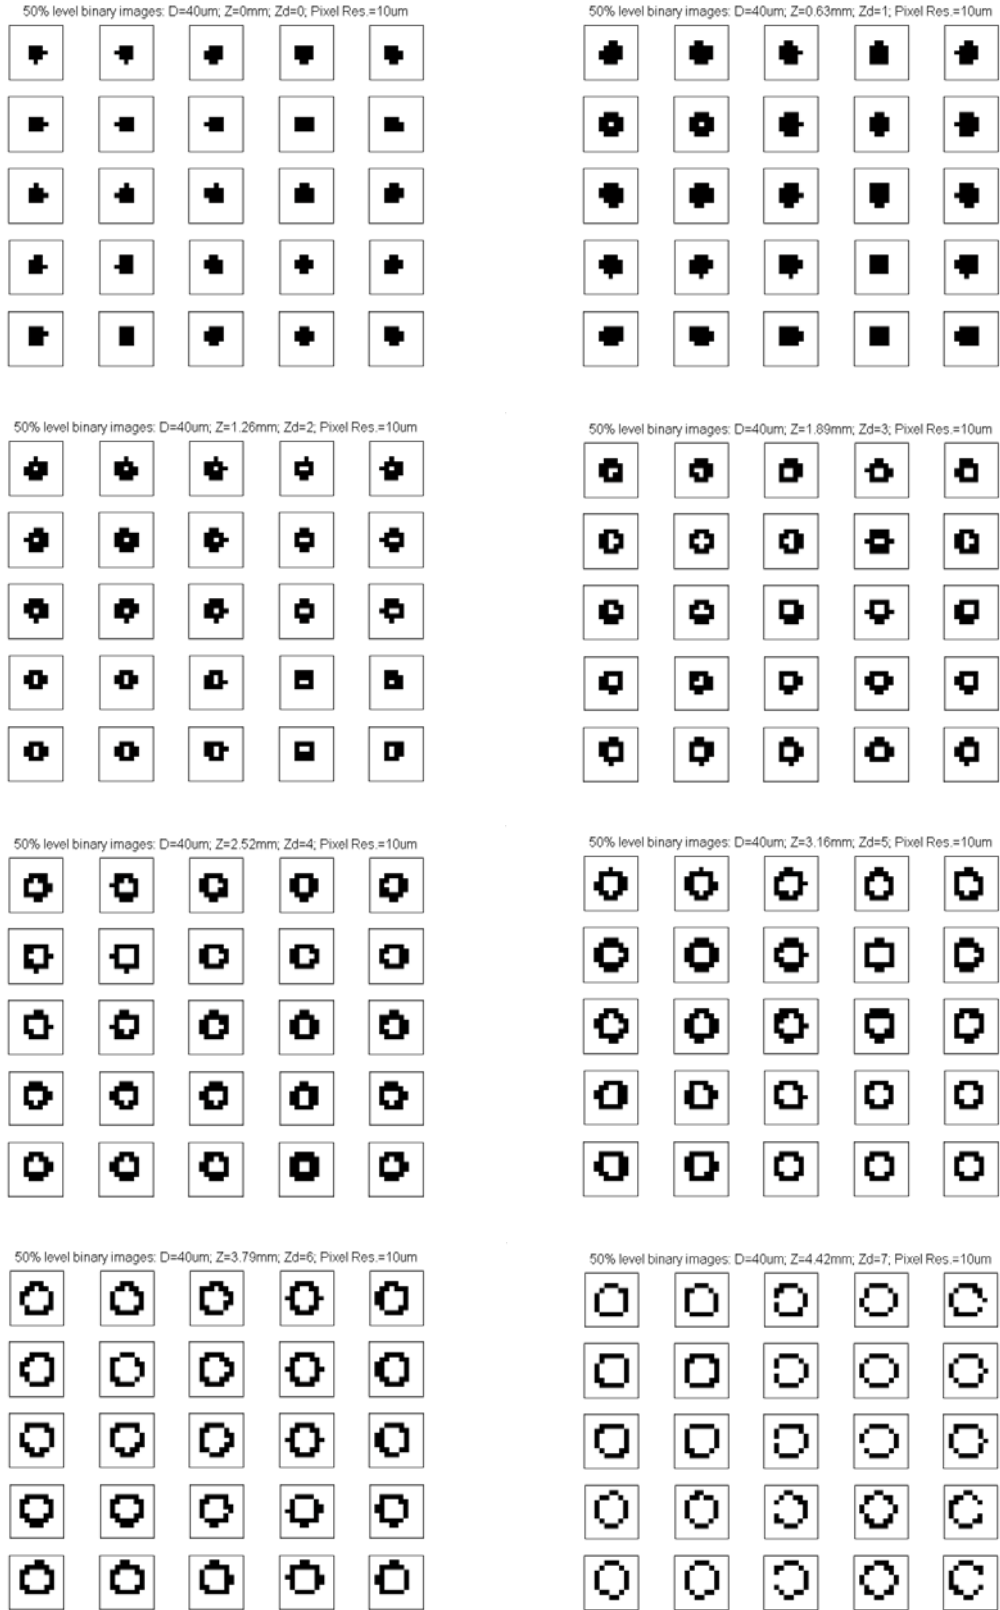 50% level binary images: D=40um; Z=0mm; Zd=0; Pixel Res.=10um
50% level binary images: D=40um; Z=0.63mm; Zd=1; Pixel Res.=10um
50% level binary images: D=40um; Z=1.26mm; Zd=2; Pixel Res.=10um
50% level binary images: D=40um; Z=1.89mm; Zd=3; Pixel Res.=10um
50% level binary images: D=40um; Z=2.52mm; Zd=4; Pixel Res.=10um
50% level binary images: D=40um; Z=3.16mm; Zd=5; Pixel Res.=10um
50% level binary images: D=40um; Z=3.79mm; Zd=6; Pixel Res.=10um
50% level binary images: D=40um; Z=4.42mm; Zd=7; Pixel Res.=10um